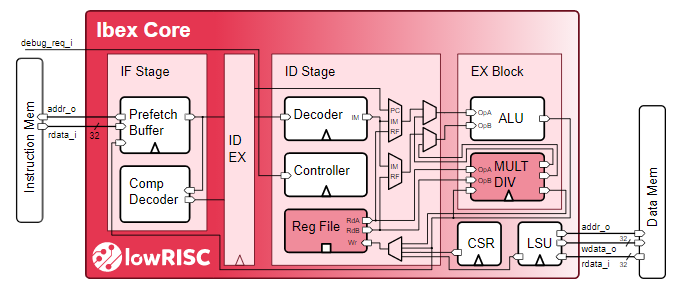 Ibex Core
debug_req_i
IF Stage
ID Stage
EX Block
Instruction Mem
addr_o
rdata_i
32
Prefetch
Buffer
Comp
Decoder
ID
EX
Decoder
IM
Controller
Reg File
RdA
RdB
Wr
PC
IM
RF
IM
RF
OpA
OpB
ALU
OpA
OpB
MULT
DIV
CSR
LSU
addr_o
32
wdata_o
rdata_i
32
Data Mem
lowRISC